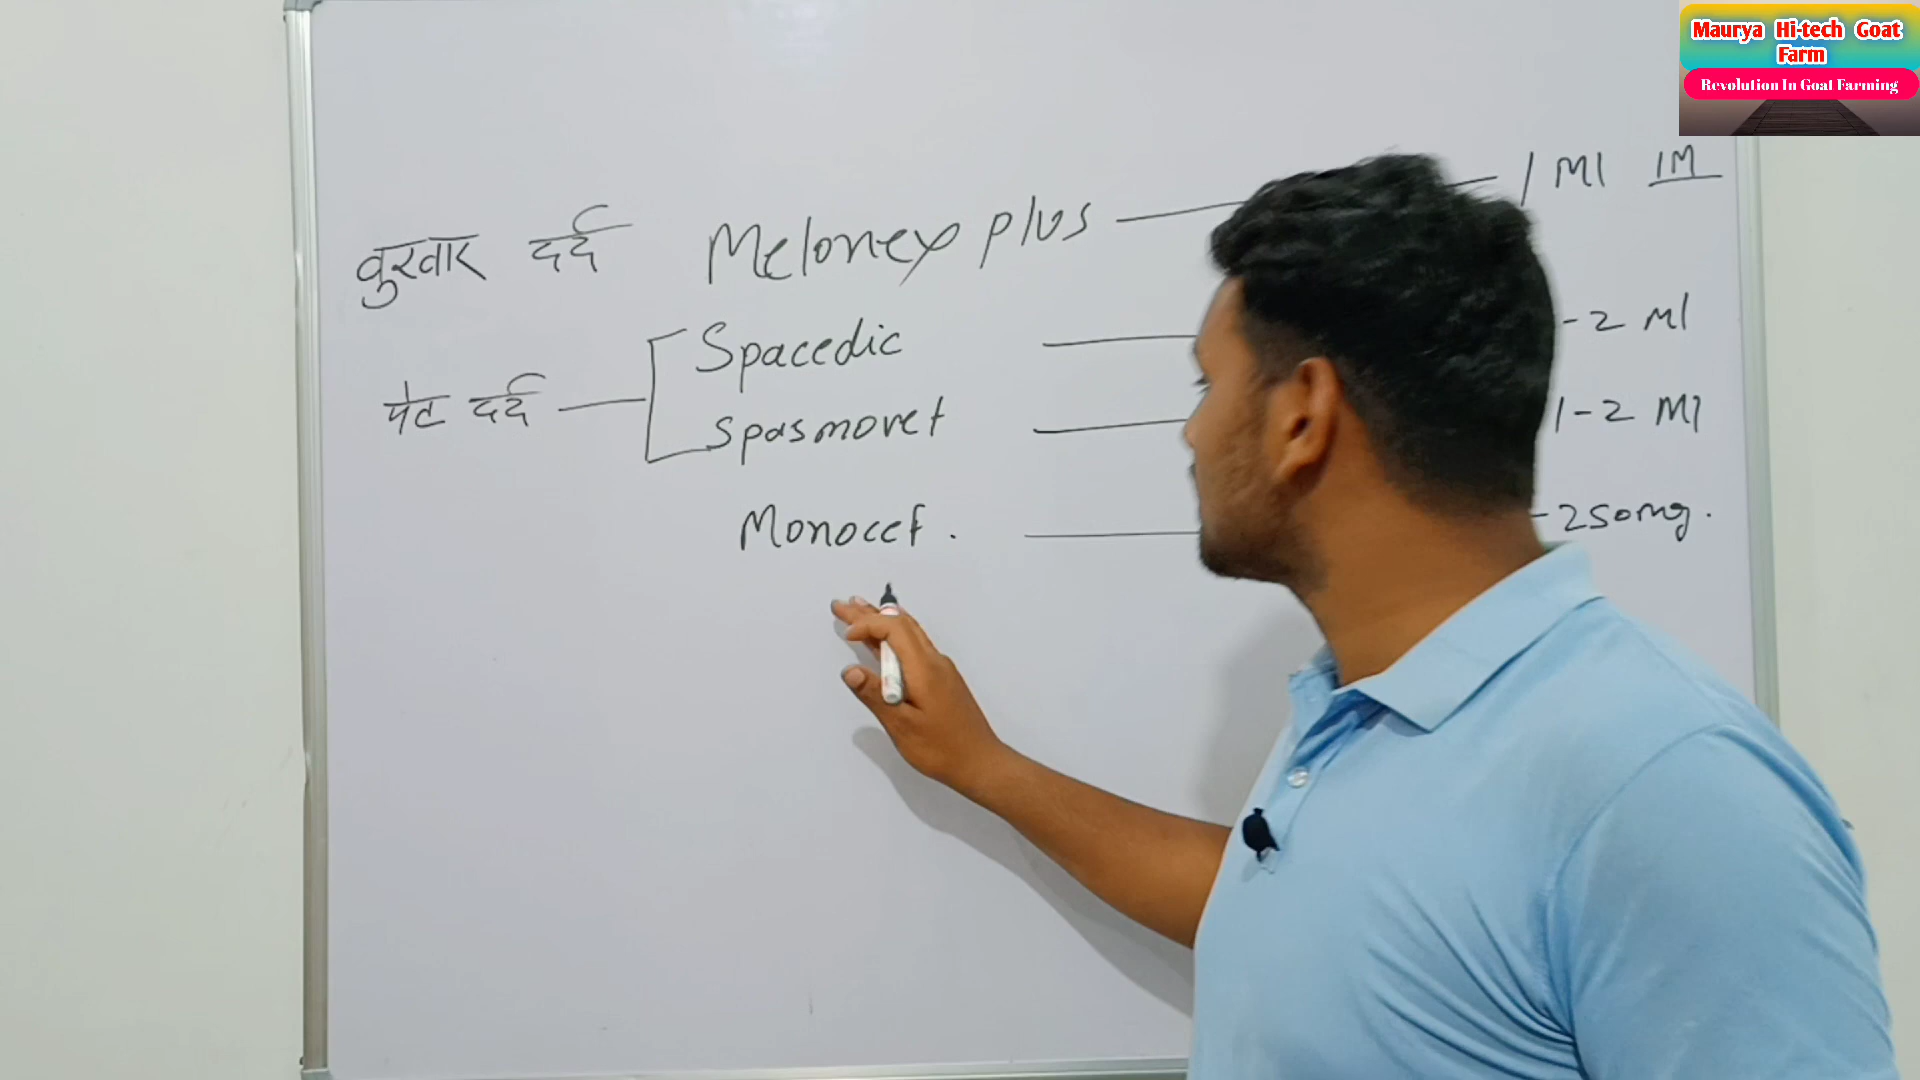 Maurya Hi-tech Goat
Farm
Revolution In Goat Farming
बुखार दर्द Melonex plus — 1 Ml IM
Spacedic — -2 Ml
पेट दर्द —
Spasmovet — 1-2 Ml
Monocef. — -250mg.